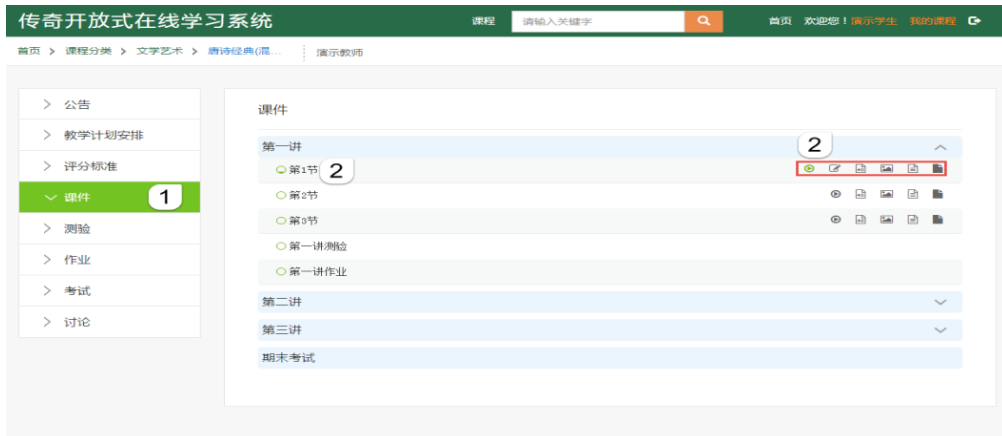 传奇开放式在线学习系统 课程 请输入关键字 首页 欢迎您！演示学生 我的课程
首页 > 课程分类 > 文学艺术 > 唐诗经典(混... 演示教师
公告
教学计划安排
评分标准
课件 1
测验
作业
考试
讨论
课件
第一讲 2
第1节 2
第2节
第3节
第一讲测验
第一讲作业
第二讲
第三讲
期末考试